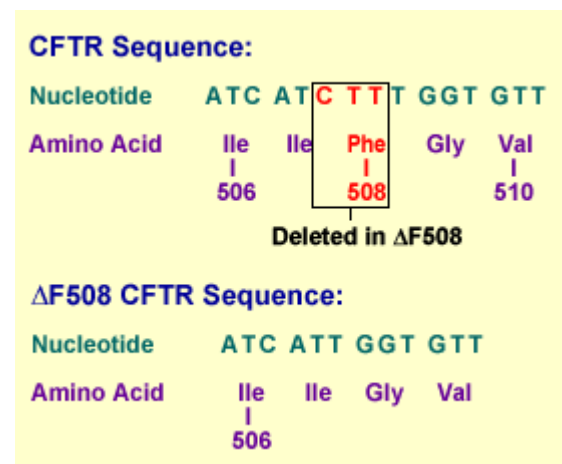 CFTR Sequence:
Nucleotide ATC ATC TTT GGT GTT
Amino Acid Ile Ile Phe Gly Val
506 508 510
Deleted in ΔF508
ΔF508 CFTR Sequence:
Nucleotide ATC ATT GGT GTT
Amino Acid Ile Ile Gly Val
506